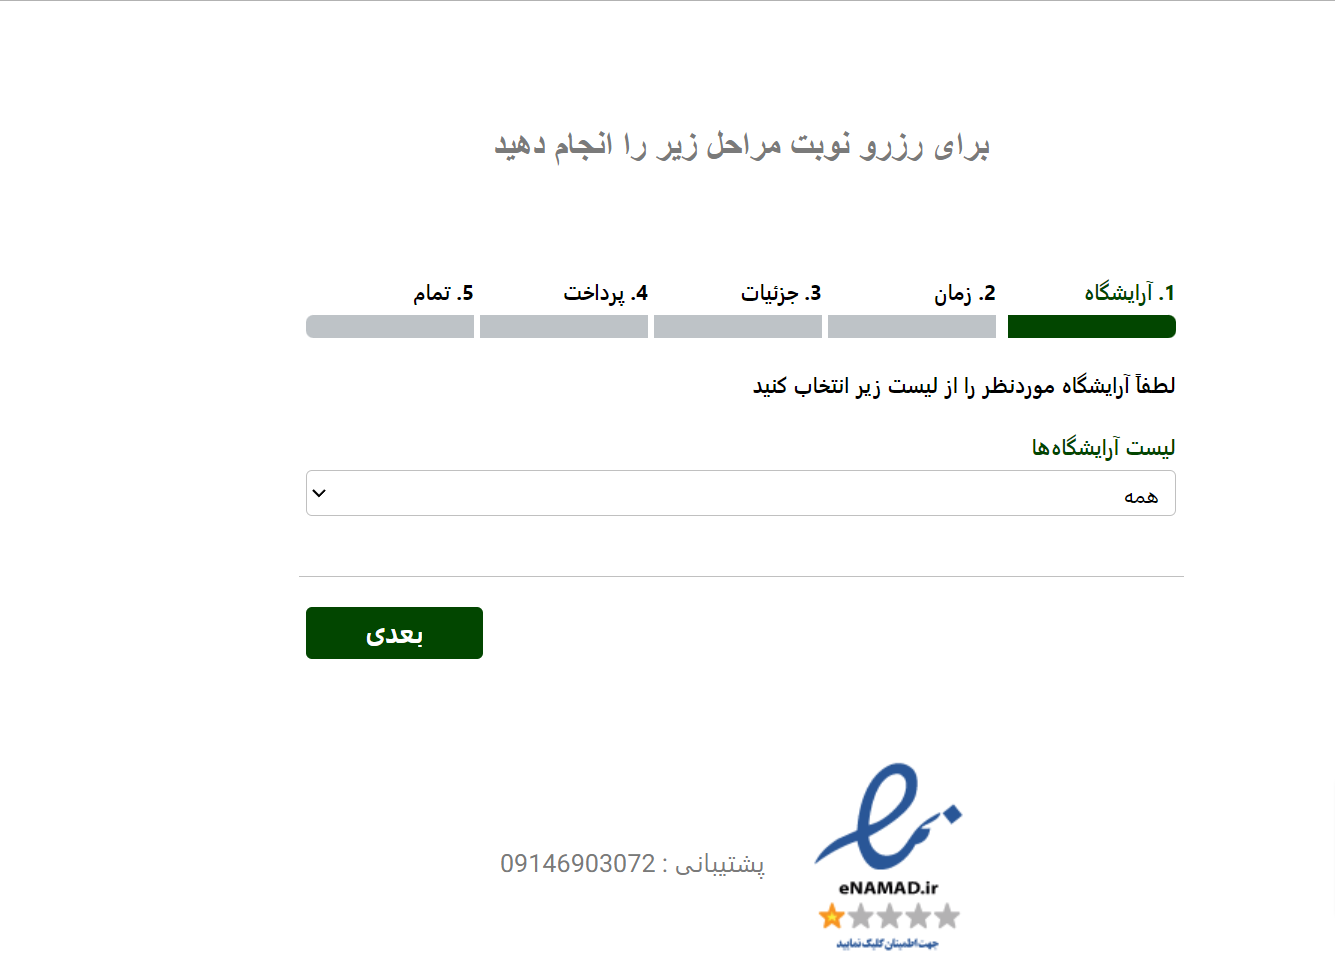 برای رزرو نوبت مراحل زیر را انجام دهید
1. آرایشگاه
2. زمان
3. جزئیات
4. پرداخت
5. تمام
لطفاً آرایشگاه موردنظر را از لیست زیر انتخاب کنید
لیست آرایشگاه‌ها
همه
بعدی
eNAMAD.ir
جهت اطمینان کلیک نمایید
پشتیبانی : 09146903072